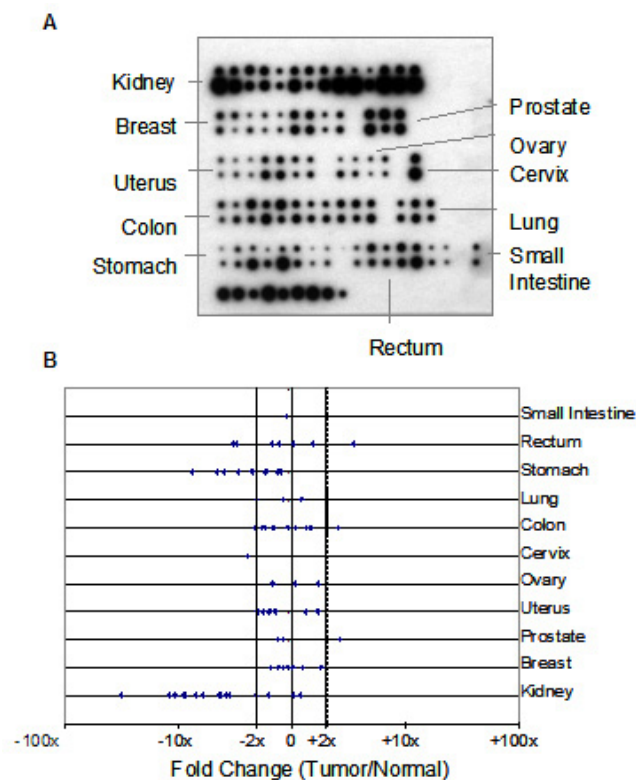 A
Kidney
Prostate
Breast
Ovary
Cervix
Uterus
Lung
Colon
Small
Intestine
Stomach
Rectum
B
Small Intestine
Rectum
Stomach
Lung
Colon
Cervix
Ovary
Uterus
Prostate
Breast
Kidney
-100x -10x -2x 0 +2x +10x +100x
Fold Change (Tumor/Normal)